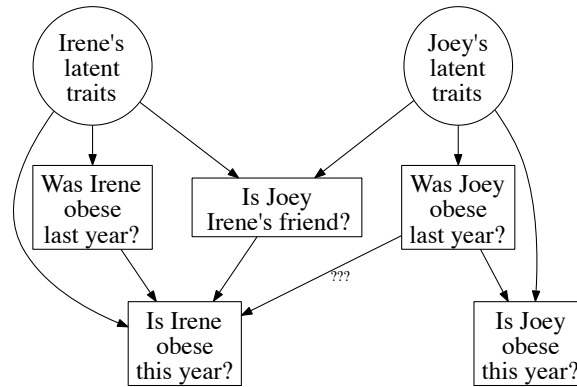 Irene's
latent
traits
Joey's
latent
traits
Was Irene
obese
last year?
Is Joey
Irene's friend?
Was Joey
obese
last year?
???
Is Irene
obese
this year?
Is Joey
obese
this year?